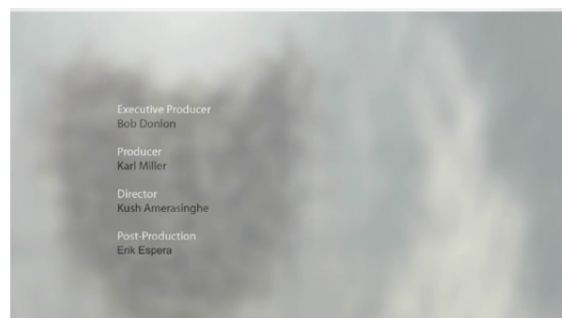 Executive Producer
Bob Donlon
Producer
Karl Miller
Director
Kush Amerasinghe
Post-Production
Erik Espera